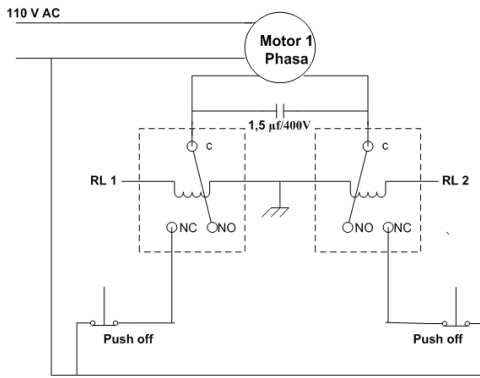 110 V AC
Motor 1
Phasa
1,5 µf/400V
C
C
RL 1
RL 2
NC
NO
NO
NC
Push off
Push off